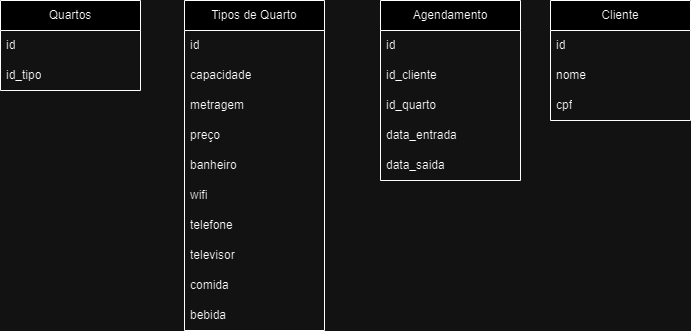 Quartos
id
id_tipo
Tipos de Quarto
id
capacidade
metragem
preço
banheiro
wifi
telefone
televisor
comida
bebida
Agendamento
id
id_cliente
id_quarto
data_entrada
data_saida
Cliente
id
nome
cpf